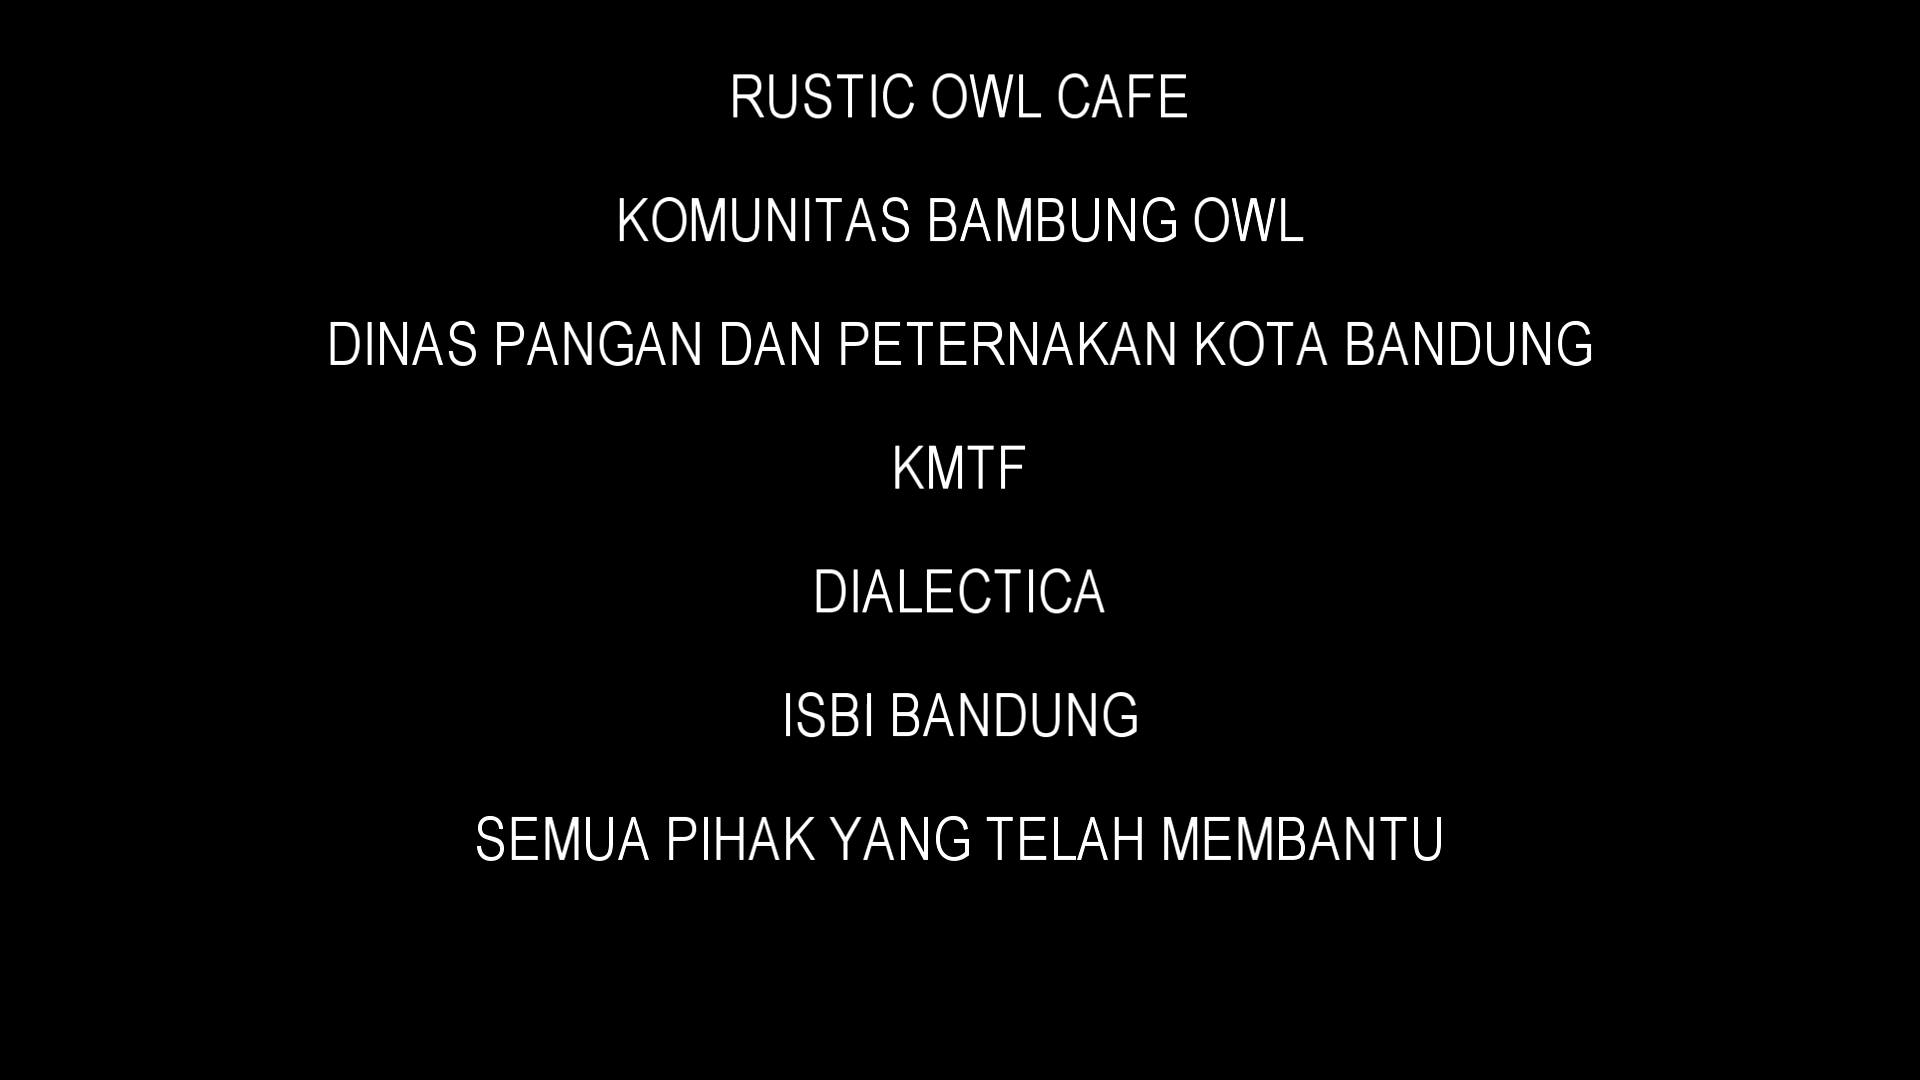 RUSTIC OWL CAFE
KOMUNITAS BAMBUNG OWL
DINAS PANGAN DAN PETERNAKAN KOTA BANDUNG
KMTF
DIALECTICA
ISBI BANDUNG
SEMUA PIHAK YANG TELAH MEMBANTU